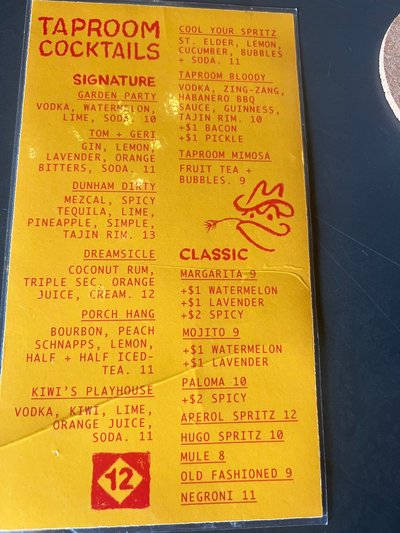 TAPROOM
COCKTAILS
SIGNATURE
GARDEN PARTY
VODKA, WATERMELON,
LIME, SODA. 10
TOM + GERI
GIN, LEMON,
LAVENDER, ORANGE
BITTERS, SODA. 11
DUNHAM DIRTY
MEZCAL, SPICY
TEQUILA, LIME,
PINEAPPLE, SIMPLE,
TAJIN RIM. 13
DREAMSICLE
COCONUT RUM,
TRIPLE SEC, ORANGE
JUICE, CREAM. 12
PORCH HANG
BOURBON, PEACH
SCHNAPPS, LEMON,
HALF + HALF ICED-
TEA. 11
KIWI'S PLAYHOUSE
VODKA, KIWI, LIME,
ORANGE JUICE,
SODA. 11
12
COOL YOUR SPRITZ
ST. ELDER, LEMON,
CUCUMBER, BUBBLES
+ SODA. 11
TAPROOM BLOODY
VODKA, ZING-ZANG,
HABANERO BBQ
SAUCE, GUINNESS,
TAJIN RIM. 10
+$1 BACON
+$1 PICKLE
TAPROOM MIMOSA
FRUIT TEA +
BUBBLES. 9
CLASSIC
MARGARITA 9
+$1 WATERMELON
+$1 LAVENDER
+$2 SPICY
MOJITO 9
+$1 WATERMELON
+$1 LAVENDER
PALOMA 10
+$2 SPICY
APEROL SPRITZ 12
HUGO SPRITZ 10
MULE 8
OLD FASHIONED 9
NEGRONI 11